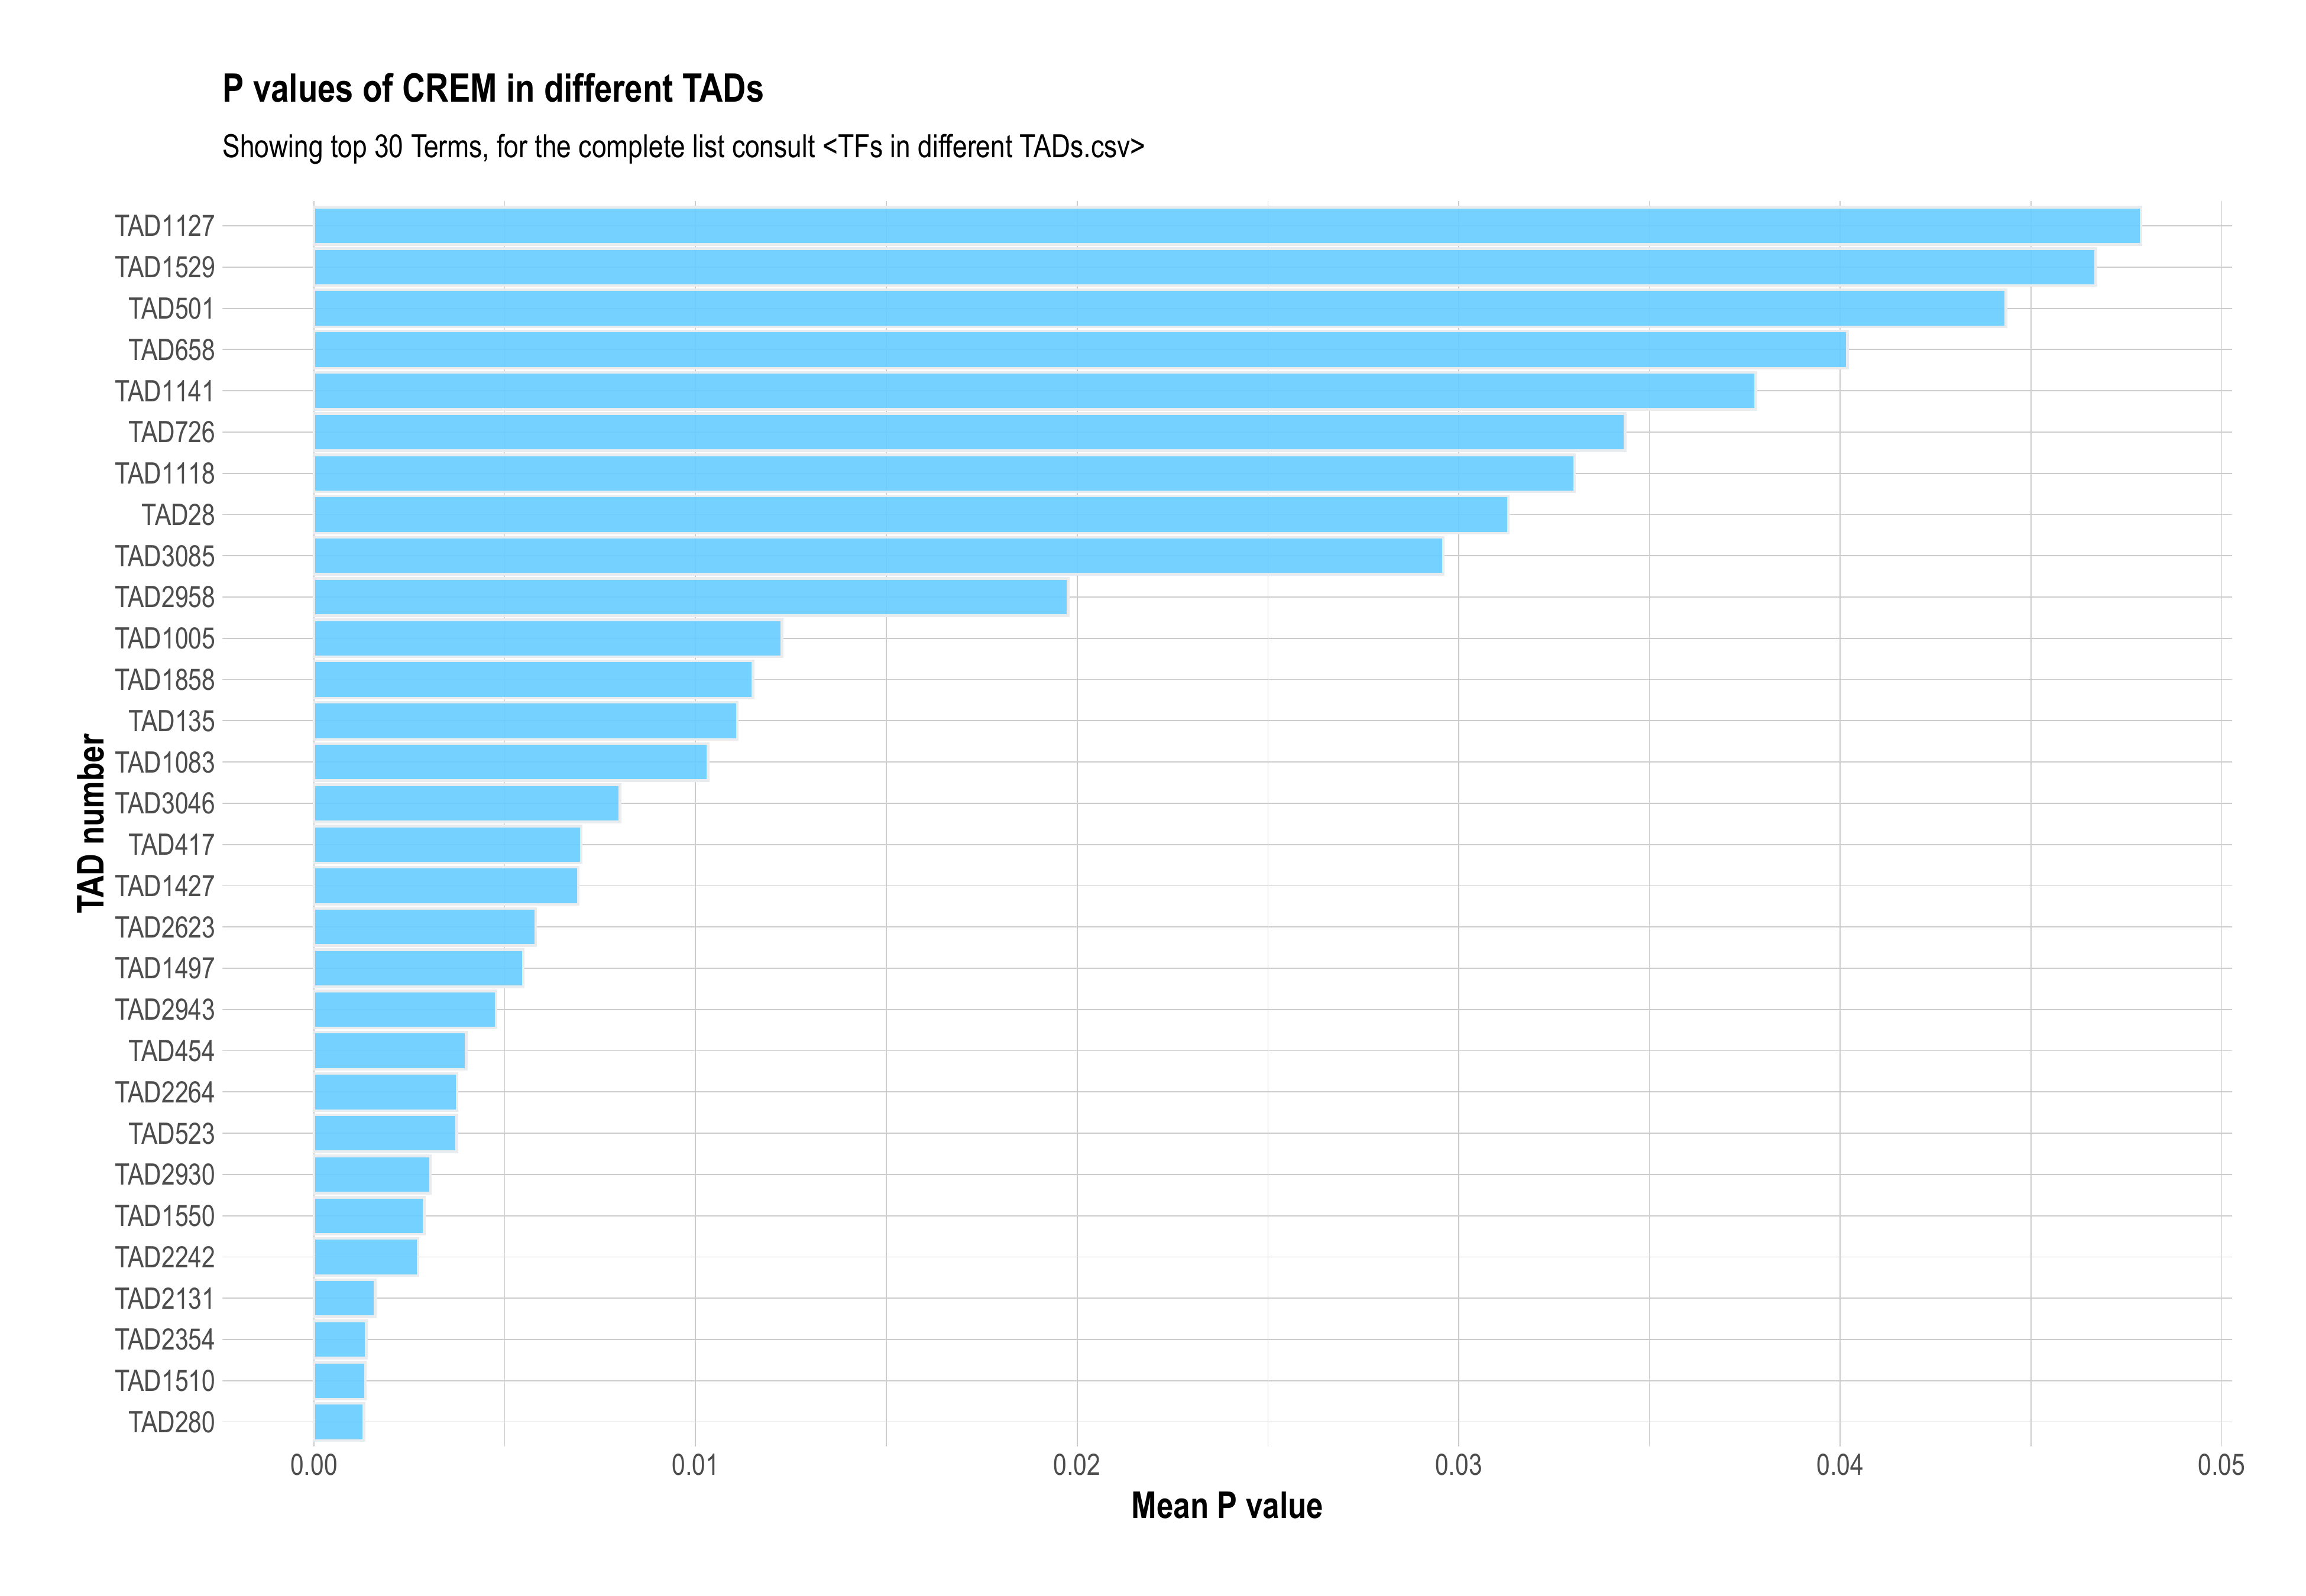 P values of CREM in different TADs
Showing top 30 Terms, for the complete list consult <TFs in different TADs.csv>
TAD number
TAD1127
TAD1529
TAD501
TAD658
TAD1141
TAD726
TAD1118
TAD28
TAD3085
TAD2958
TAD1005
TAD1858
TAD135
TAD1083
TAD3046
TAD417
TAD1427
TAD2623
TAD1497
TAD2943
TAD454
TAD2264
TAD523
TAD2930
TAD1550
TAD2242
TAD2131
TAD2354
TAD1510
TAD280
0.00 0.01 0.02 0.03 0.04 0.05
Mean P value